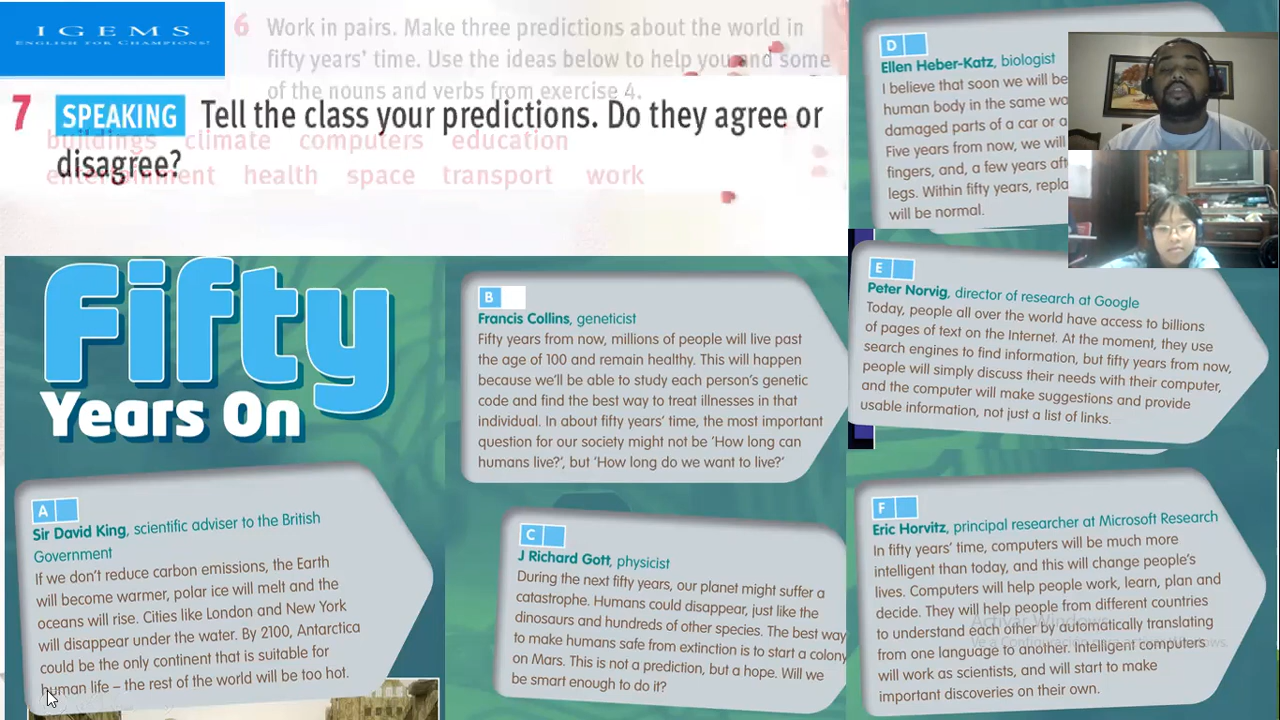 IGEMS
ENGLISH FOR CHAMPIONS!
6 Work in pairs. Make three predictions about the world in
fifty years' time. Use the ideas below to help you and some
of the nouns and verbs from exercise 4.
7 SPEAKING Tell the class your predictions. Do they agree or
disagree?
buildings climate computers education
entertainment health space transport work
Fifty
Years On
A
Sir David King, scientific adviser to the British
Government
If we don't reduce carbon emissions, the Earth
will become warmer, polar ice will melt and the
oceans will rise. Cities like London and New York
will disappear under the water. By 2100, Antarctica
could be the only continent that is suitable for
human life – the rest of the world will be too hot.
B
Francis Collins, geneticist
Fifty years from now, millions of people will live past
the age of 100 and remain healthy. This will happen
because we'll be able to study each person's genetic
code and find the best way to treat illnesses in that
individual. In about fifty years' time, the most important
question for our society might not be 'How long can
humans live?', but 'How long do we want to live?'
C
J Richard Gott, physicist
During the next fifty years, our planet might suffer a
catastrophe. Humans could disappear, just like the
dinosaurs and hundreds of other species. The best way
to make humans safe from extinction is to start a colony
on Mars. This is not a prediction, but a hope. Will we
be smart enough to do it?
D
Ellen Heber-Katz, biologist
I believe that soon we will be
human body in the same wa
damaged parts of a car or a
Five years from now, we will
fingers, and, a few years aft
legs. Within fifty years, repla
will be normal.
E
Peter Norvig, director of research at Google
Today, people all over the world have access to billions
of pages of text on the Internet. At the moment, they use
search engines to find information, but fifty years from now,
people will simply discuss their needs with their computer,
and the computer will make suggestions and provide
usable information, not just a list of links.
F
Eric Horvitz, principal researcher at Microsoft Research
In fifty years' time, computers will be much more
intelligent than today, and this will change people's
lives. Computers will help people work, learn, plan and
decide. They will help people from different countries
to understand each other by automatically translating
from one language to another. Intelligent computers
will work as scientists, and will start to make
important discoveries on their own.
Activar Windows
Ve a Configuración para activar Windows.